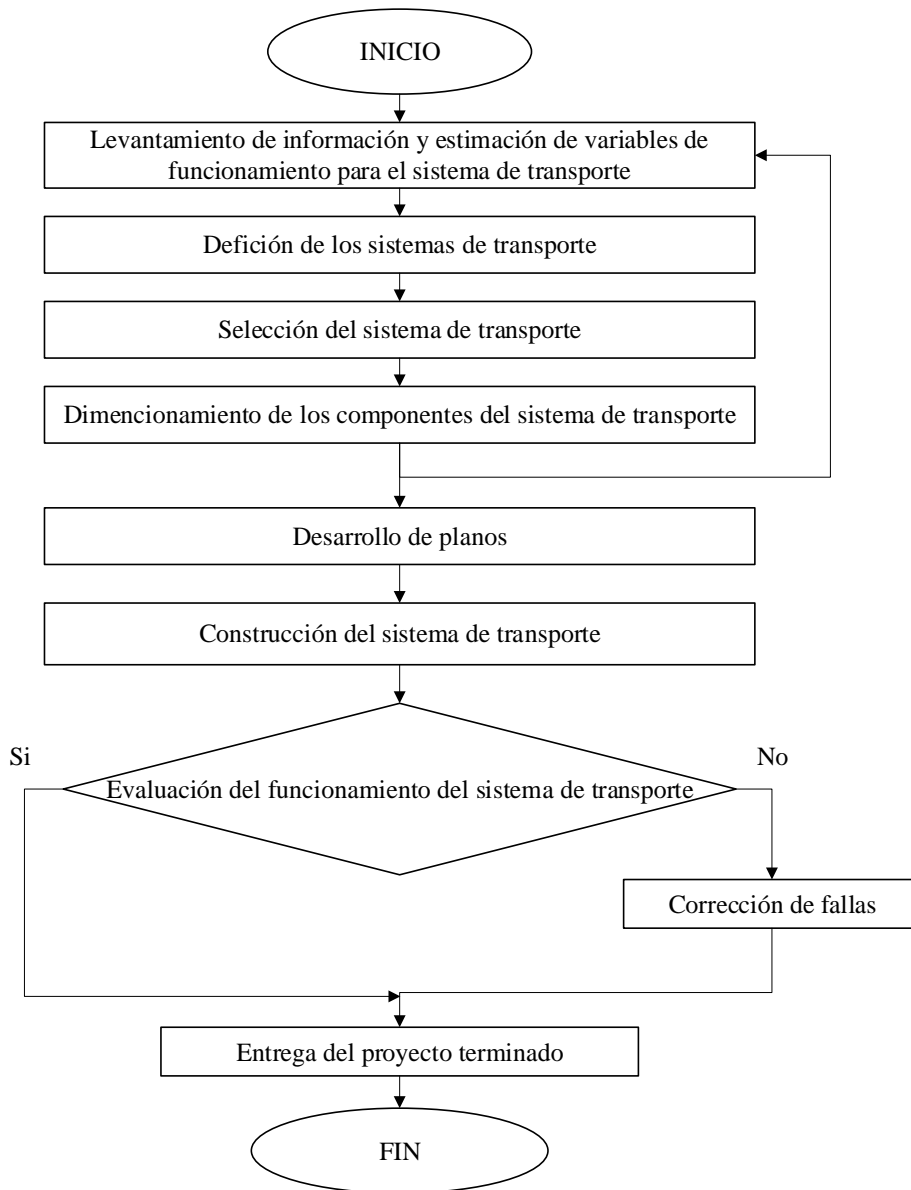 INICIO
Levantamiento de información y estimación de variables de
funcionamiento para el sistema de transporte
Defición de los sistemas de transporte
Selección del sistema de transporte
Dimencionamiento de los componentes del sistema de transporte
Desarrollo de planos
Construcción del sistema de transporte
Si
No
Evaluación del funcionamiento del sistema de transporte
Corrección de fallas
Entrega del proyecto terminado
FIN